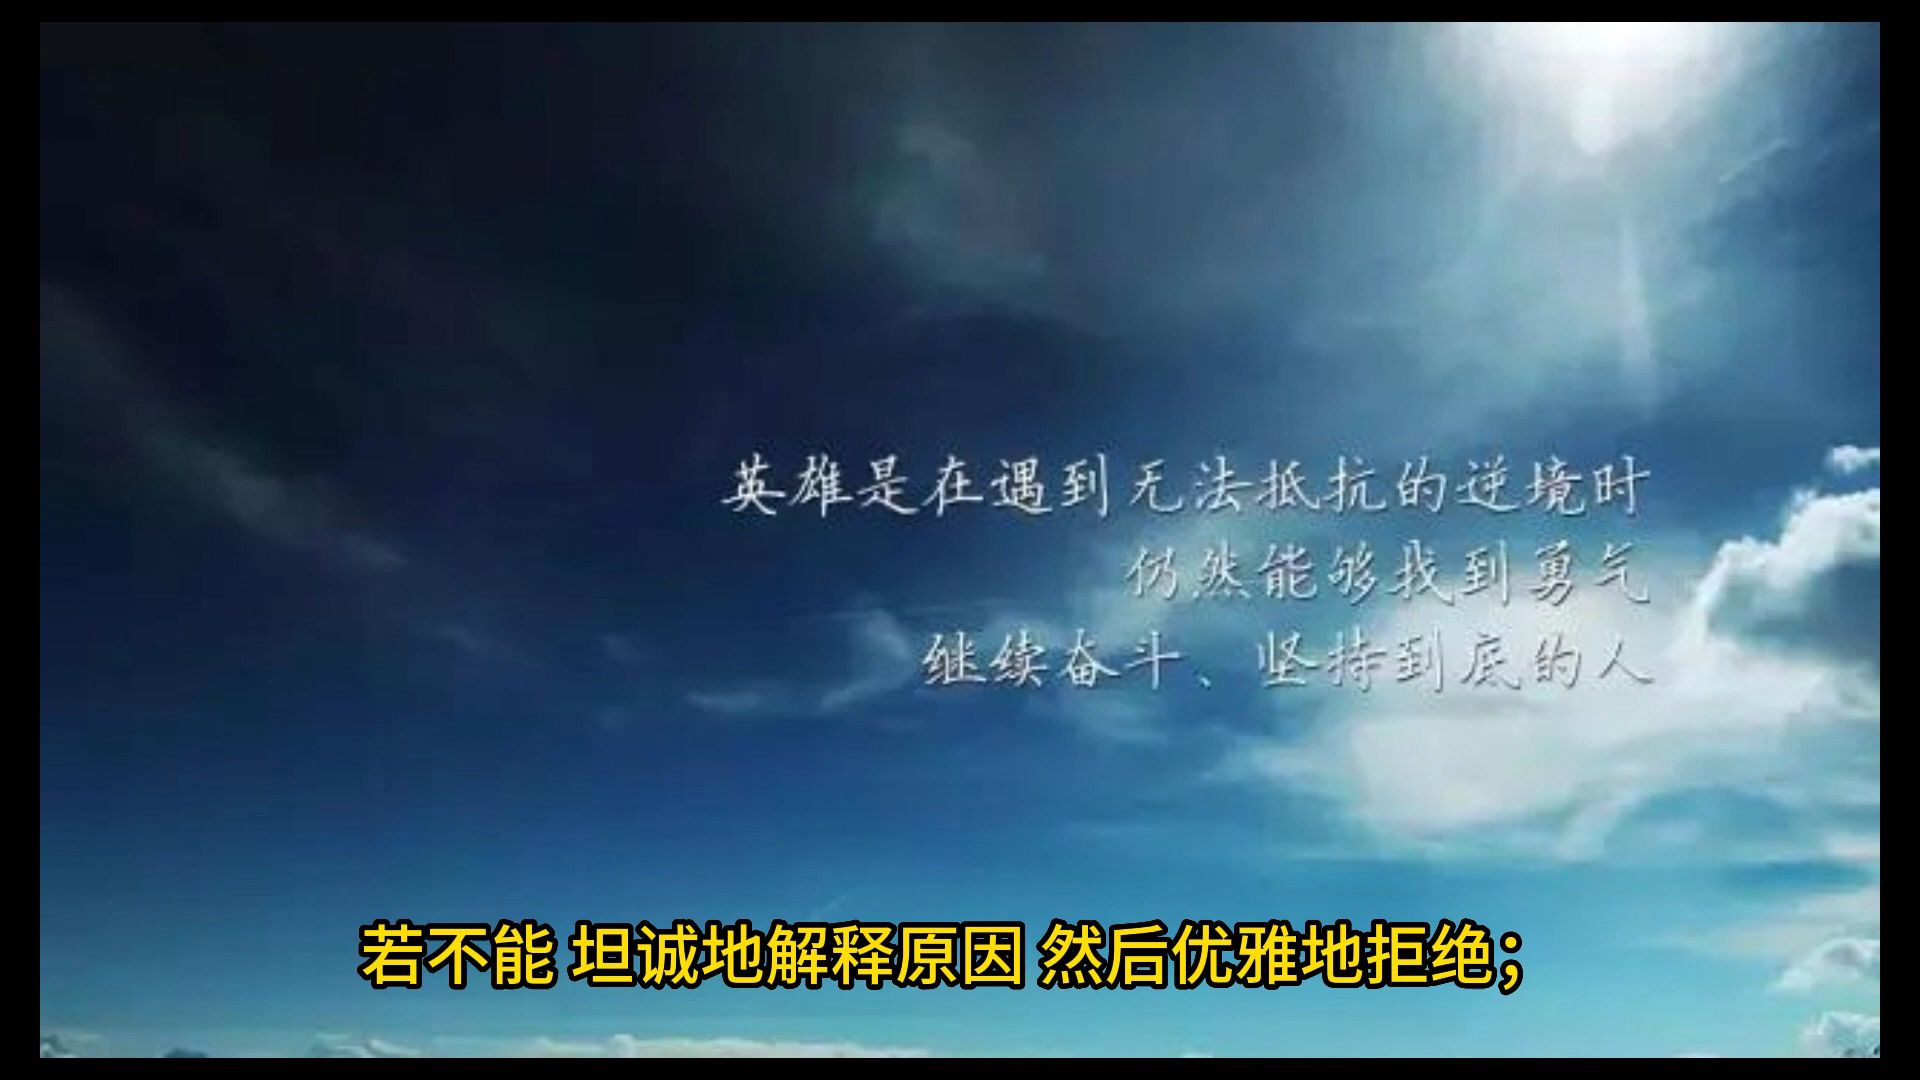 英雄是在遇到无法抵抗的逆境时
仍然能够找到勇气
继续奋斗、坚持到底的人
若不能 坦诚地解释原因 然后优雅地拒绝；